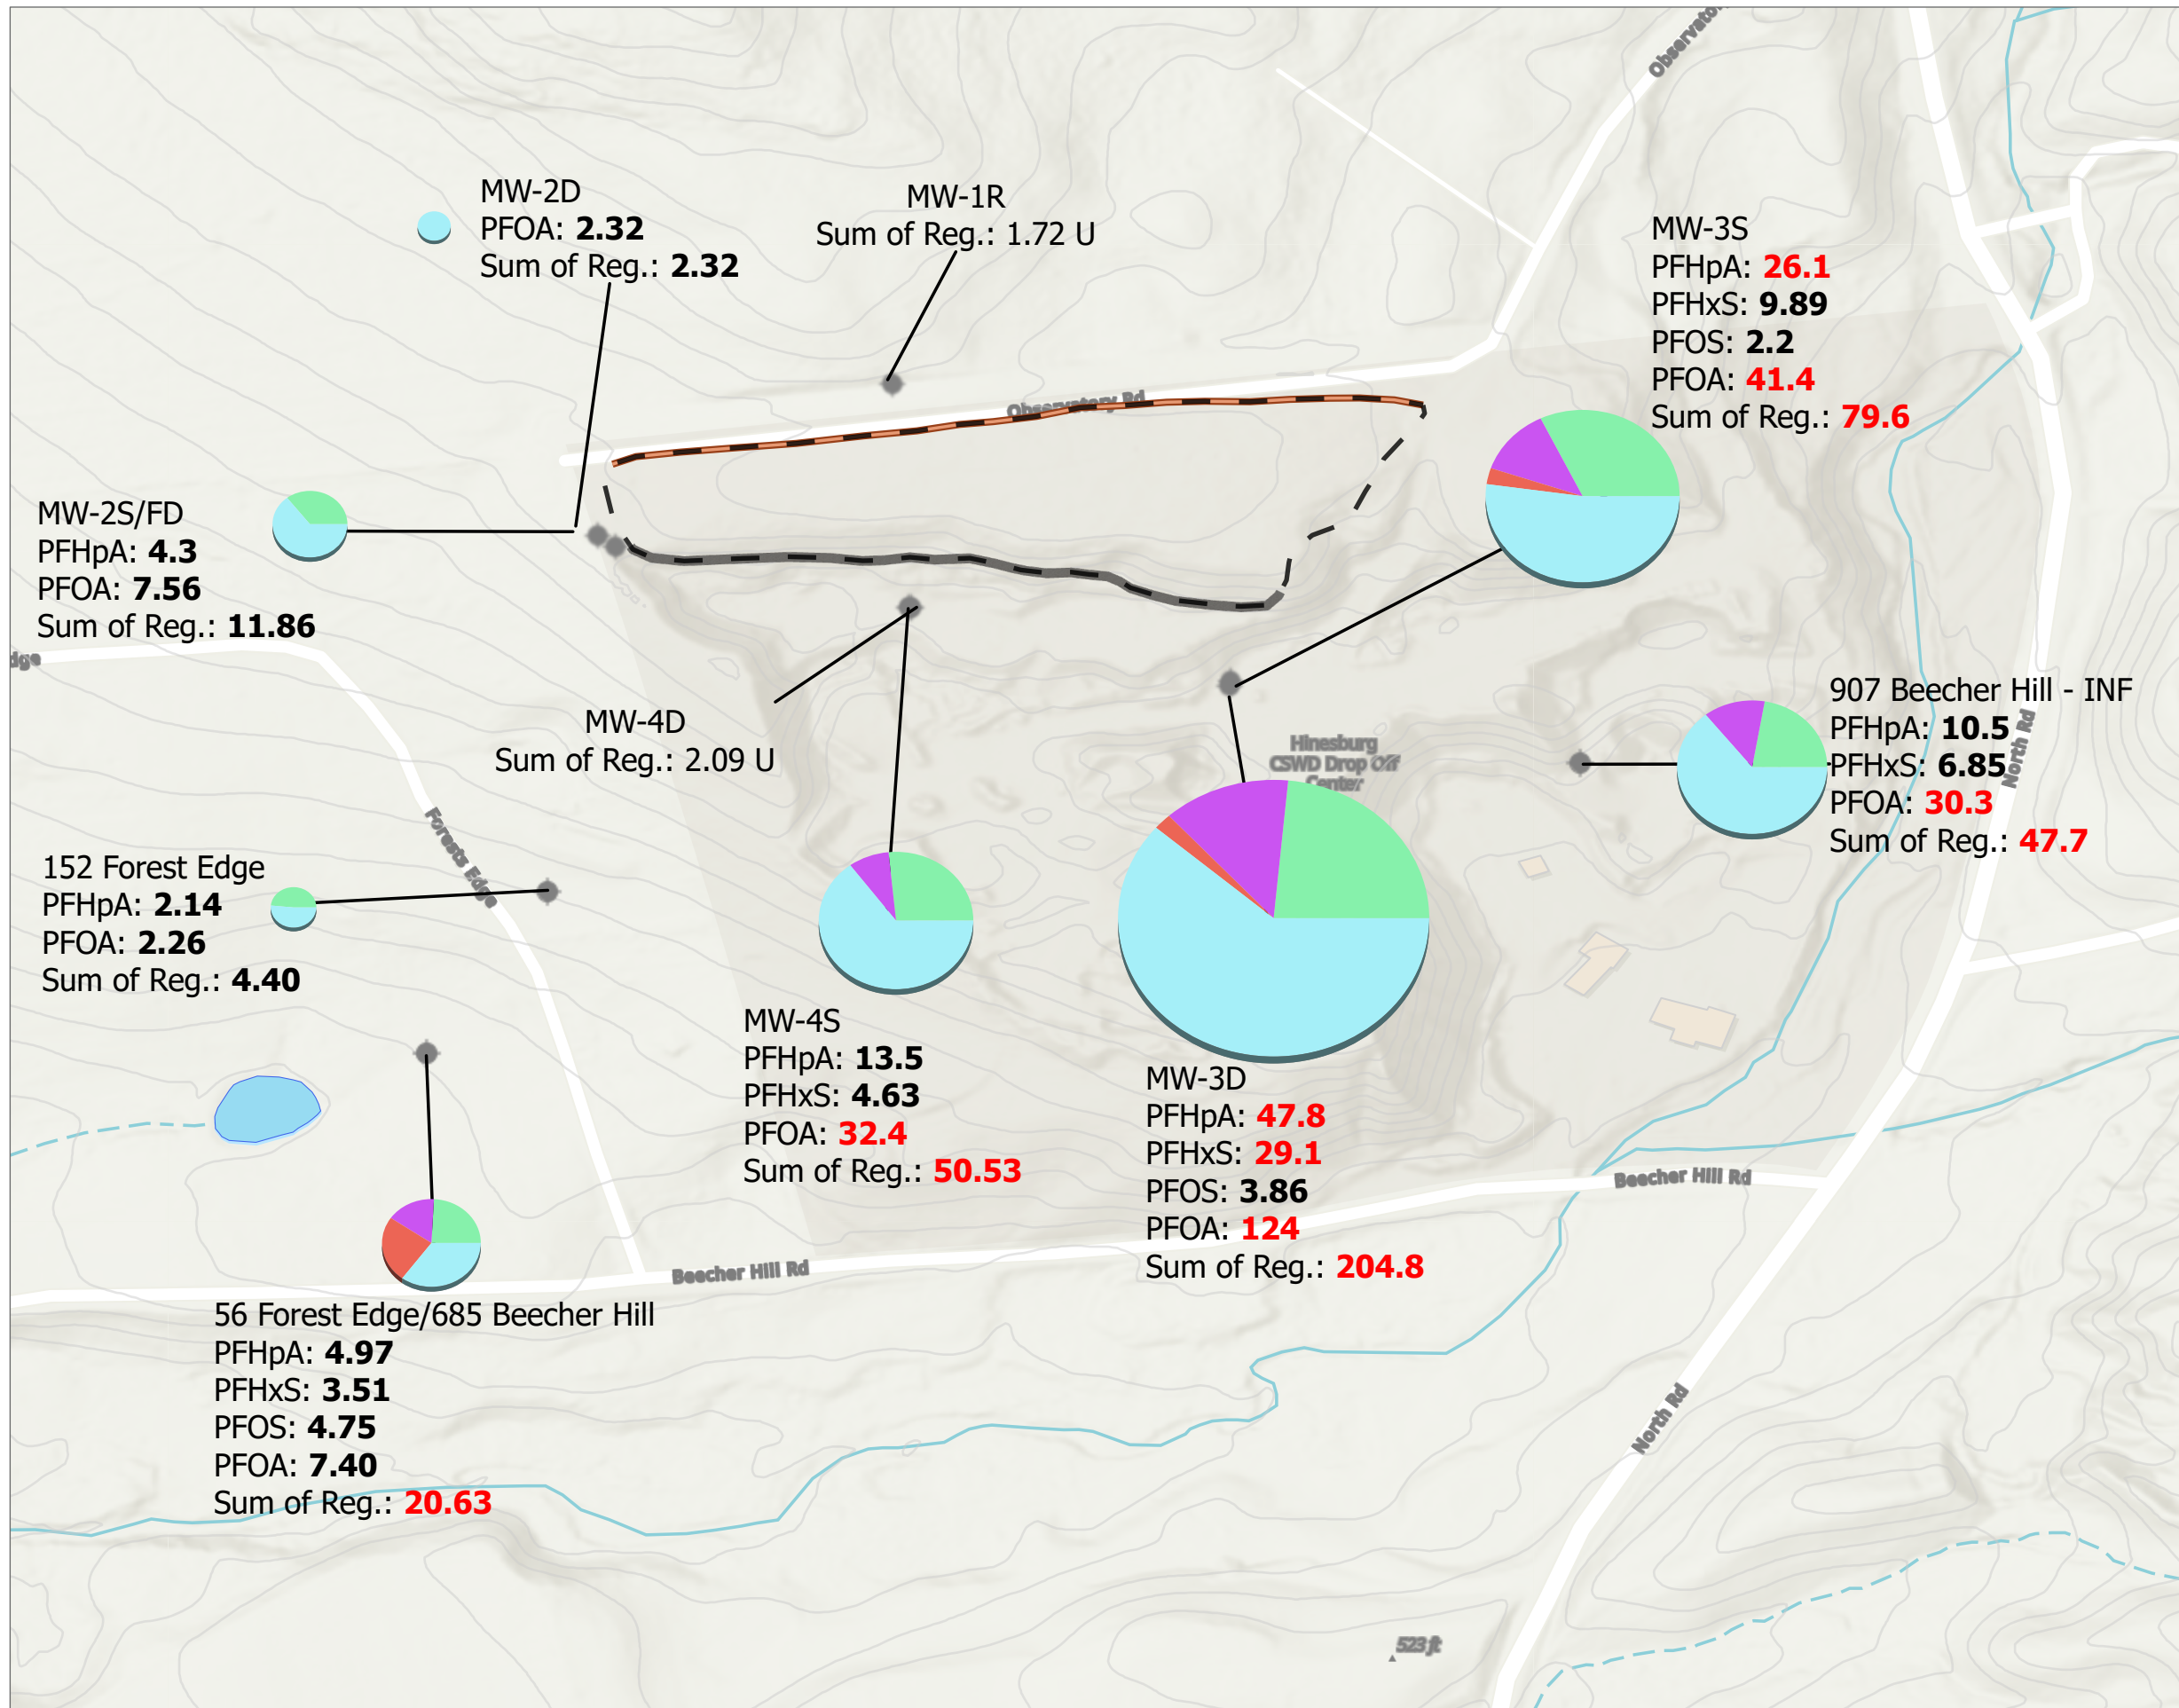 Observatory
MW-2D
PFOA: 2.32
Sum of Reg.: 2.32
MW-1R
Sum of Reg.: 1.72 U
MW-3S
PFHpA: 26.1
PFHxS: 9.89
PFOS: 2.2
PFOA: 41.4
Sum of Reg.: 79.6
Observatory Rd
MW-2S/FD
PFHpA: 4.3
PFOA: 7.56
Sum of Reg.: 11.86
dge
MW-4D
Sum of Reg.: 2.09 U
Hinesburg
CSWD Drop Off
Center
907 Beecher Hill - INF
PFHpA: 10.5
PFHxS: 6.85
PFOA: 30.3
Sum of Reg.: 47.7
North Rd
Forests Edge
152 Forest Edge
PFHpA: 2.14
PFOA: 2.26
Sum of Reg.: 4.40
MW-4S
PFHpA: 13.5
PFHxS: 4.63
PFOA: 32.4
Sum of Reg.: 50.53
MW-3D
PFHpA: 47.8
PFHxS: 29.1
PFOS: 3.86
PFOA: 124
Sum of Reg.: 204.8
Beecher Hill Rd
Beecher Hill Rd
56 Forest Edge/685 Beecher Hill
PFHpA: 4.97
PFHxS: 3.51
PFOS: 4.75
PFOA: 7.40
Sum of Reg.: 20.63
North Rd
523 ft